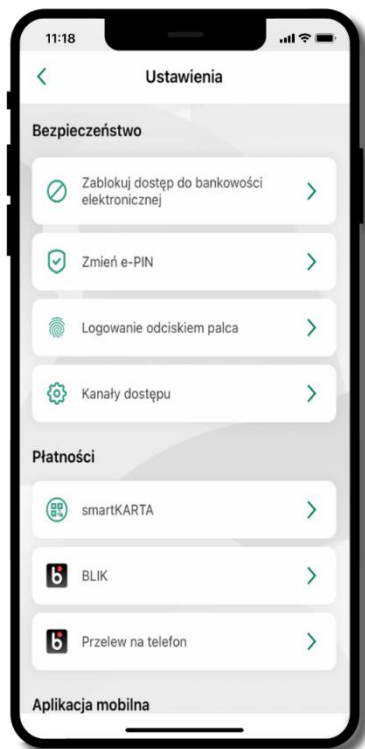 11:18
Ustawienia
Bezpieczeństwo
Zablokuj dostęp do bankowości
elektronicznej
Zmień e-PIN
Logowanie odciskiem palca
Kanały dostępu
Płatności
smartKARTA
BLIK
Przelew na telefon
Aplikacja mobilna